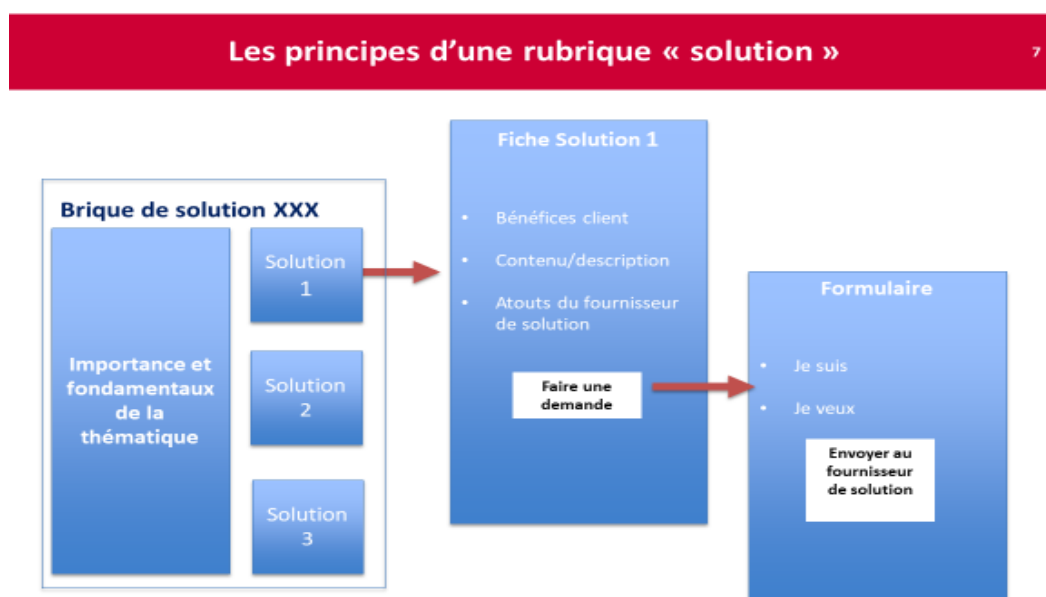 Les principes d’une rubrique « solution »
7
Brique de solution XXX
Importance et
fondamentaux
de la
thématique
Solution
1
Solution
2
Solution
3
Fiche Solution 1
• Bénéfices client
• Contenu/description
• Atouts du fournisseur
de solution
Faire une
demande
Formulaire
• Je suis
• Je veux
Envoyer au
fournisseur
de solution